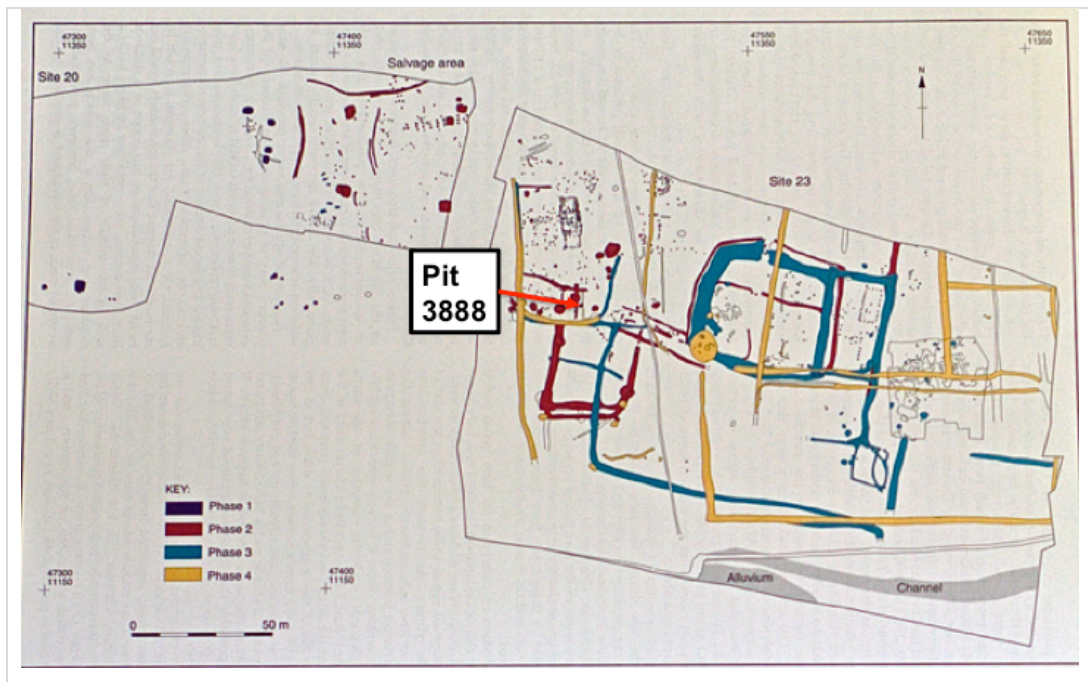 47300
11350
47400
11350
47550
11350
47650
11350
Site 20
Salvage area
N
Site 23
Pit
3888
KEY:
Phase 1
Phase 2
Phase 3
Phase 4
47300
11150
47400
11150
Alluvium
Channel
0
50 m